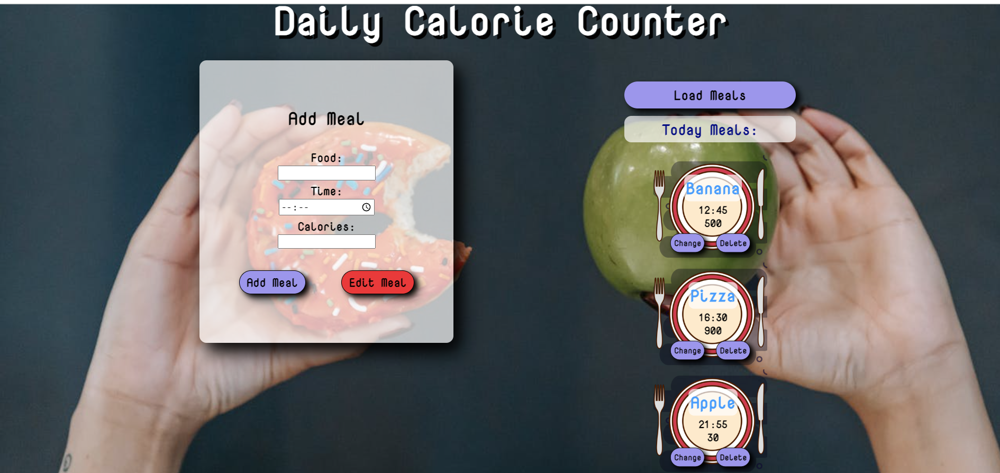 Daily Calorie Counter
Add Meal
Food:
Time:
--:--
Calories:
Add Meal
Edit Meal
Load Meals
Today Meals:
Banana
12:45
500
Change
Delete
Pizza
16:30
900
Change
Delete
Apple
21:55
30
Change
Delete